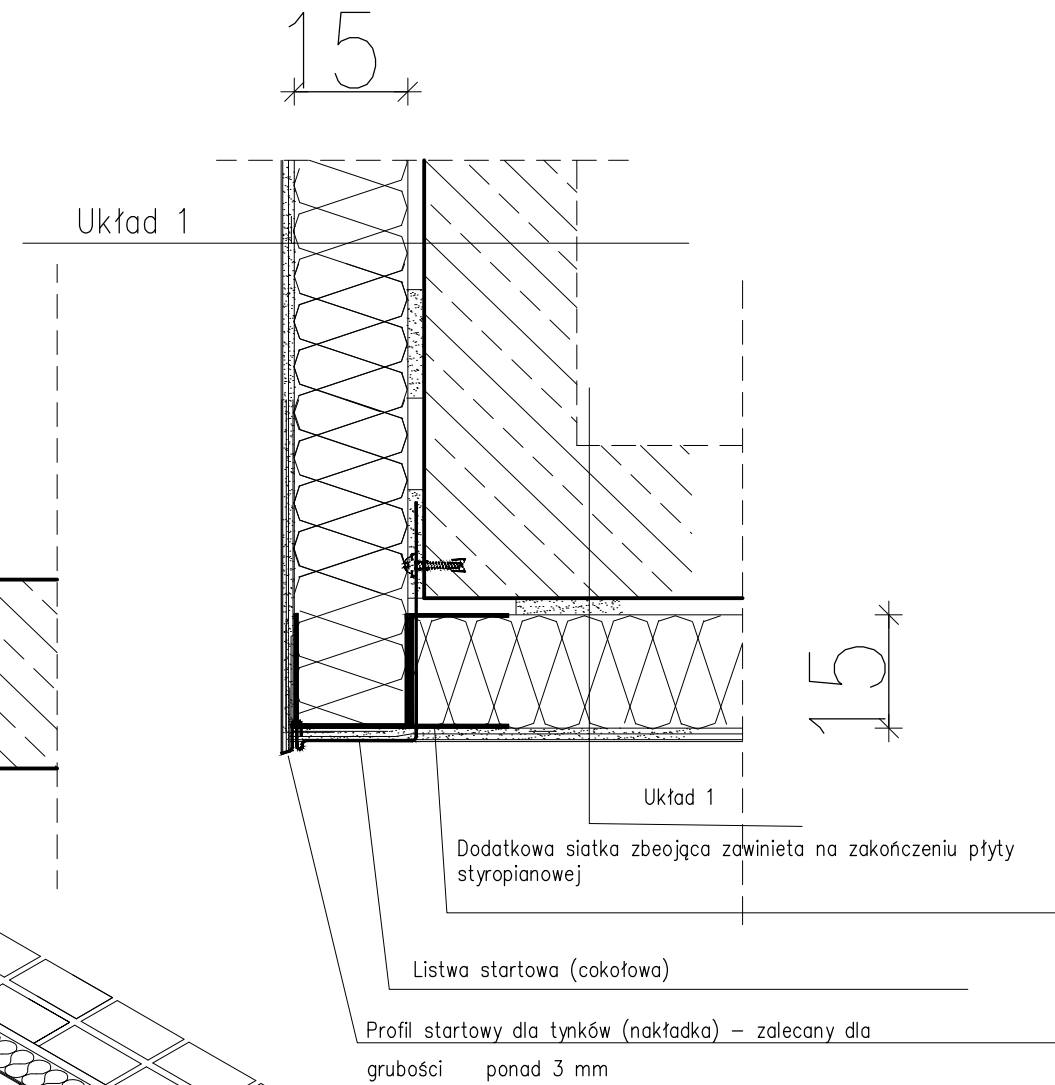 15
Układ 1
15
Układ 1
Dodatkowa siatka zbeojąca zawinieta na zakończeniu płyty
styropianowej
Listwa startowa (cokołowa)
Profil startowy dla tynków (nakładka) – zalecany dla
grubości ponad 3 mm